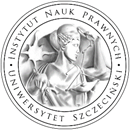 INSTYTUT NAUK PRAWNYCH
UNIWERSYTET SZCZECIŃSKI